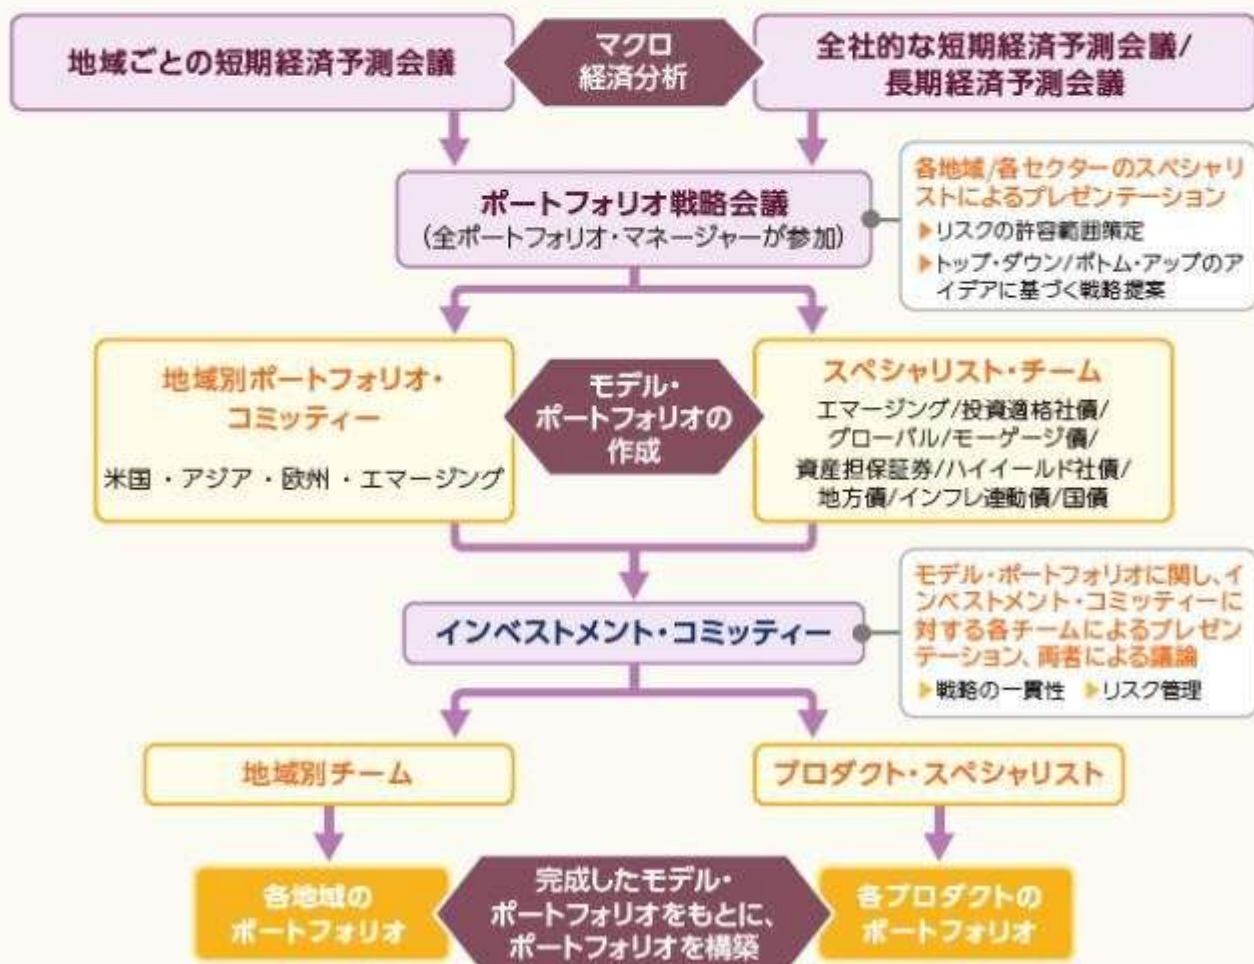 地域ごとの短期経済予測会議
マクロ
経済分析
全社的な短期経済予測会議/
長期経済予測会議
ポートフォリオ戦略会議
(全ポートフォリオ・マネージャーが参加)
各地域/各セクターのスペシャリ
ストによるプレゼンテーション
▶リスクの許容範囲策定
▶トップ・ダウン/ボトム・アップのア
イデアに基づく戦略提案
地域別ポートフォリオ・
コミッティー
米国・アジア・欧州・エマージング
モデル・
ポートフォリオの
作成
スペシャリスト・チーム
エマージング/投資適格社債/
グローバル/モーゲージ債/
資産担保証券/ハイイールド社債/
地方債/インフレ連動債/国債
インベストメント・コミッティー
モデル・ポートフォリオに関し、イ
ンベストメント・コミッティーに
対する各チームによるプレゼン
テーション、両者による議論
▶戦略の一貫性 ▶リスク管理
地域別チーム
プロダクト・スペシャリスト
各地域の
ポートフォリオ
完成したモデル・
ポートフォリオをもとに、
ポートフォリオを構築
各プロダクトの
ポートフォリオ